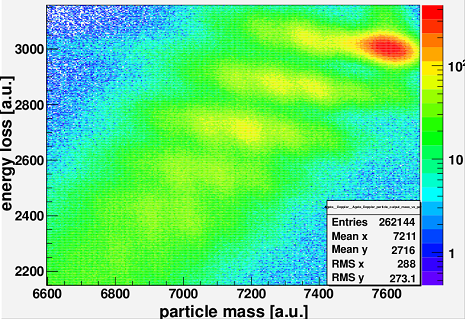 energy loss [a.u.]
3000
2800
2600
2400
2200
6600
6800
7000
7200
7400
7600
particle mass [a.u.]
10²
10
1
Entries 262144
Mean x 7211
Mean y 2716
RMS x 288
RMS y 273.1